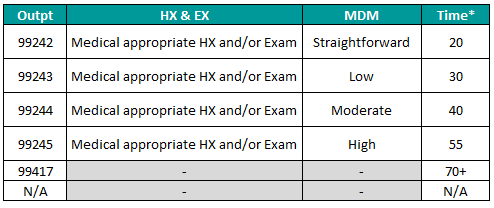 Outpt HX & EX MDM Time*
99242 Medical appropriate HX and/or Exam Straightforward 20
99243 Medical appropriate HX and/or Exam Low 30
99244 Medical appropriate HX and/or Exam Moderate 40
99245 Medical appropriate HX and/or Exam High 55
99417 - - 70+
N/A - - N/A